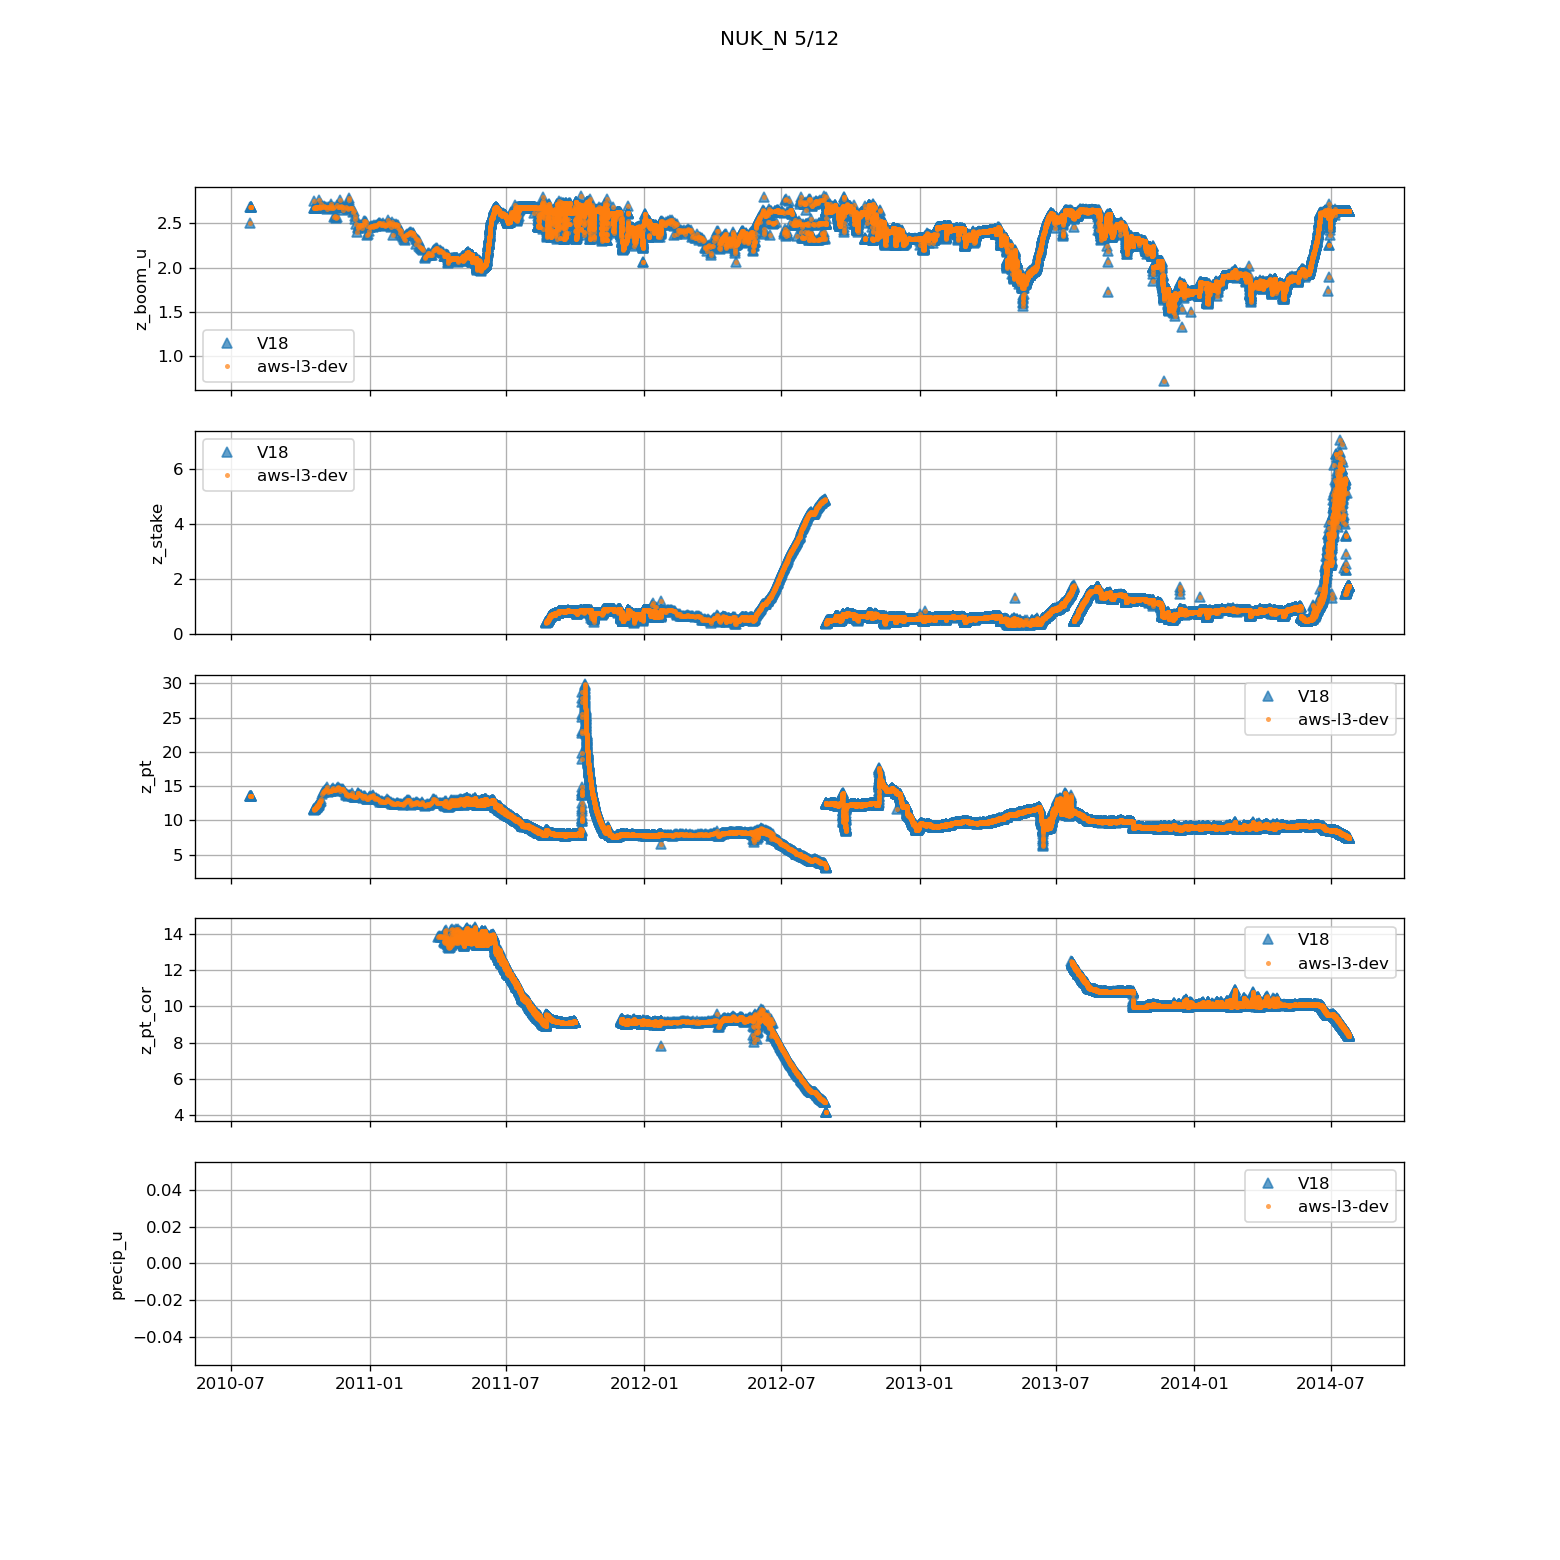 NUK_N 5/12
z_boom_u
2.5
2.0
1.5
1.0
V18
aws-l3-dev
z_stake
6
4
2
0
V18
aws-l3-dev
z_pt
30
25
20
15
10
5
V18
aws-l3-dev
z_pt_cor
14
12
10
8
6
4
V18
aws-l3-dev
precip_u
0.04
0.02
0.00
−0.02
−0.04
V18
aws-l3-dev
2010-07 2011-01 2011-07 2012-01 2012-07 2013-01 2013-07 2014-01 2014-07